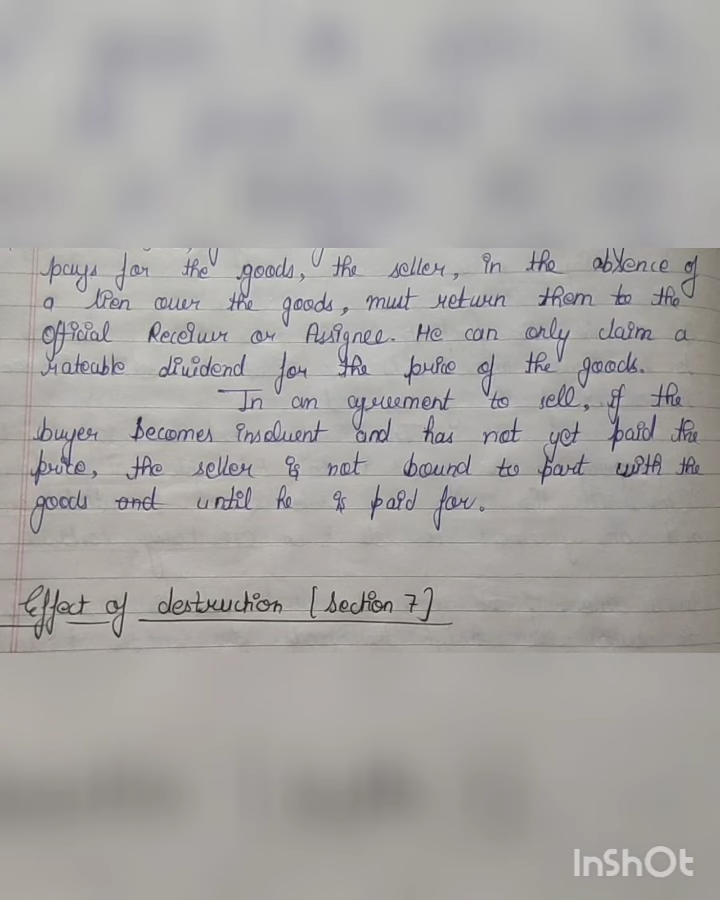 pays for the goods, the seller, in the absence of
a lien over the goods, must return them to the
Official Receiver or Assignee. He can only claim a
rateable dividend for the price of the goods.
In an agreement to sell, if the
buyer becomes insolvent and has not yet paid the
price, the seller is not bound to part with the
goods and until he is paid for.
Effect of destruction [section 7]
InShOt